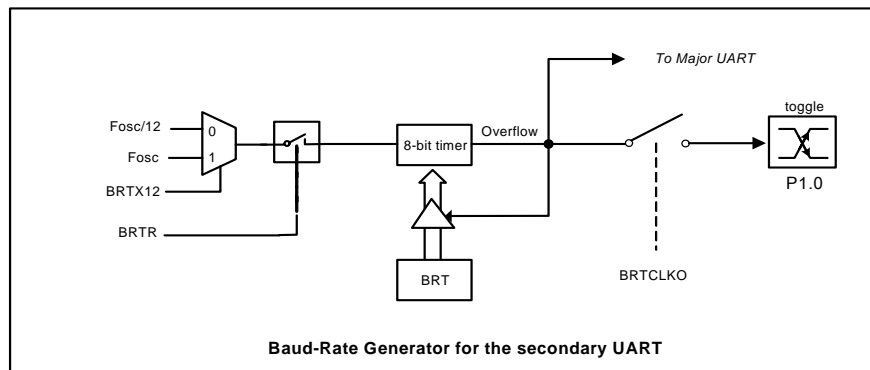 To Major UART
toggle
Fosc/12
0
Overflow
8-bit timer
Fosc
1
P1.0
BRTX12
BRTR
BRT
BRTCLKO
Baud-Rate Generator for the secondary UART